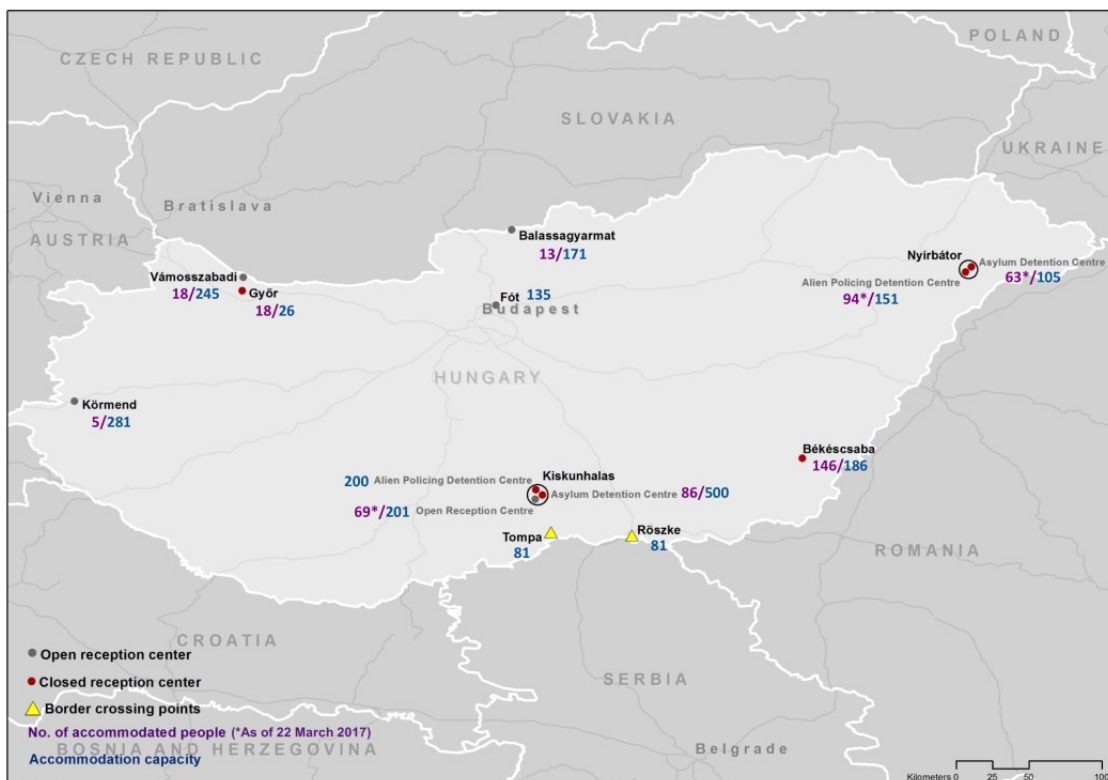 POLAND
CZECH REPUBLIC
SLOVAKIA
UKRAINE
Vienna
Bratislava
AUSTRIA
Balassagyarmat
13/171
Nyírbátor
Asylum Detention Centre
63*/105
Alien Policing Detention Centre
94*/151
Vámosszabadi
18/245
Győr
18/26
Fót 135
Budapest
HUNGARY
Körmend
5/281
Békéscsaba
146/186
Kiskunhalas
200 Alien Policing Detention Centre
Asylum Detention Centre 86/500
69*/201 Open Reception Centre
Tompa
81
Röszke
81
ROMANIA
CROATIA
SERBIA
Open reception center
Closed reception center
Border crossing points
No. of accommodated people (*As of 22 March 2017)
BOSNIA AND HERZEGOVINA
Accommodation capacity
Belgrade
Kilometers 0 25 50 100